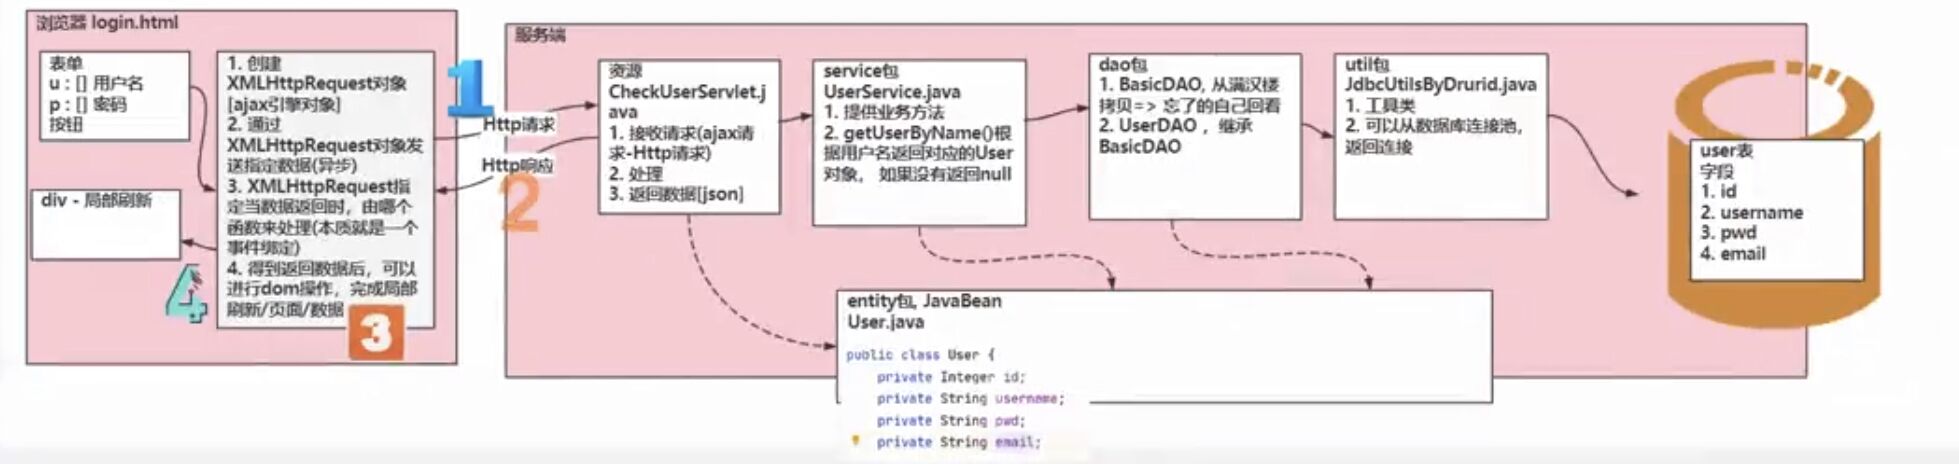 浏览器 login.html
表单
u : [] 用户名
p : [] 密码
按钮
1. 创建
XMLHttpRequest对象
[ajax引擎对象]
2. 通过
XMLHttpRequest对象发
送指定数据(异步)
3. XMLHttpRequest指
定当数据返回时，由哪个
函数来处理(本质就是一个
事件绑定)
4. 得到返回数据后，可以
进行dom操作，完成局部
刷新/页面/数据
div - 局部刷新
1
Http请求
Http响应
2
3
4
服务端
资源
CheckUserServlet.j
ava
1. 接收请求(ajax请
求-Http请求)
2. 处理
3. 返回数据[json]
service包
UserService.java
1. 提供业务方法
2. getUserByName()根
据用户名返回对应的User
对象， 如果没有返回null
dao包
1. BasicDAO, 从满汉楼
拷贝=> 忘了的自己回看
2. UserDAO ，继承
BasicDAO
util包
JdbcUtilsByDrurid.java
1. 工具类
2. 可以从数据库连接池，
返回连接
user表
字段
1. id
2. username
3. pwd
4. email
entity包, JavaBean
User.java
public class User {
private Integer id;
private String username;
private String pwd;
private String email;